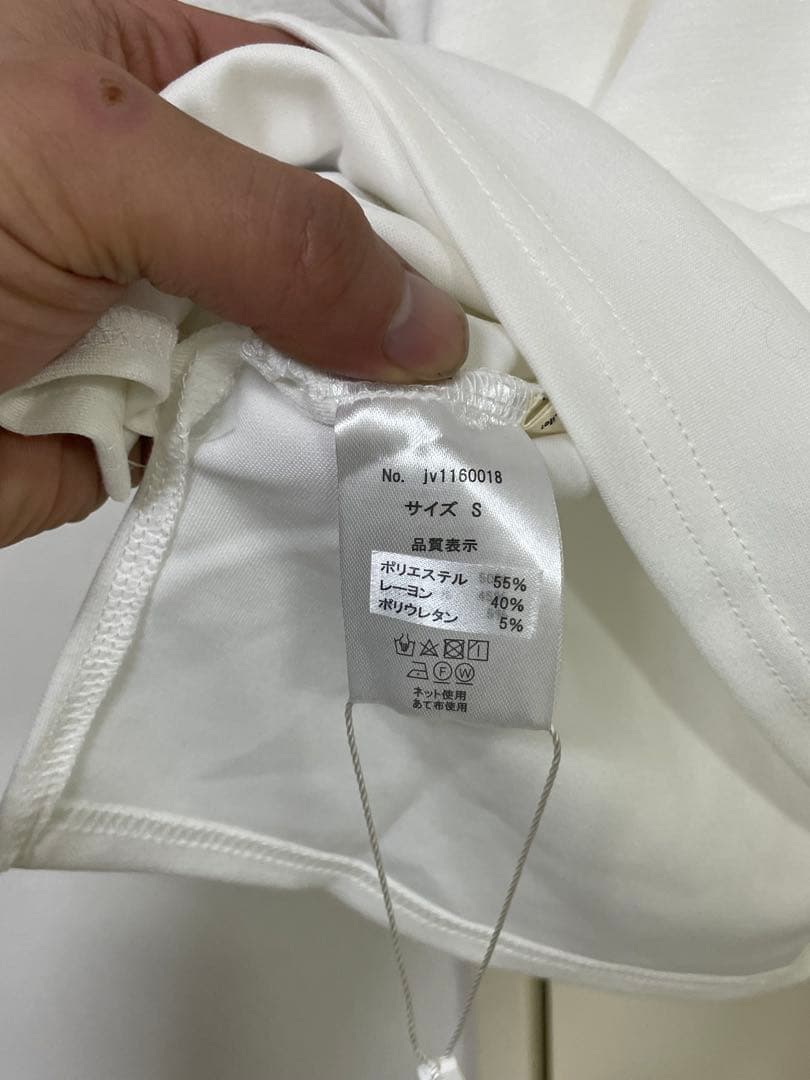 No. jv1160018
サイズ S
品質表示
ポリエステル 55%
レーヨン 40%
ポリウレタン 5%
F W
ネット使用
あて布使用